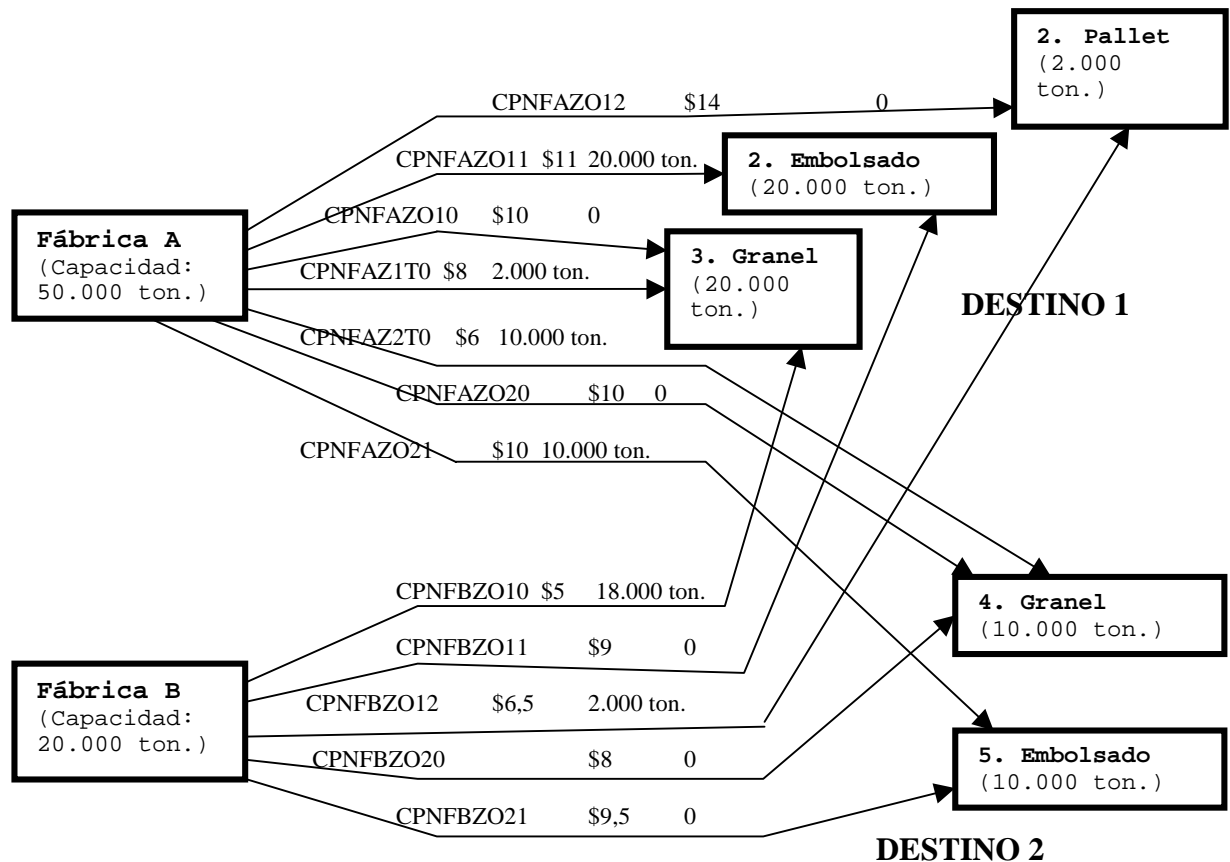 2. Pallet
(2.000
ton.)
CPNFAZO12 $14 0
CPNFAZO11 $11 20.000 ton.
2. Embolsado
(20.000 ton.)
CPNFAZO10 $10 0
Fábrica A
(Capacidad:
50.000 ton.)
3. Granel
(20.000
ton.)
CPNFAZ1T0 $8 2.000 ton.
DESTINO 1
CPNFAZ2T0 $6 10.000 ton.
CPNFAZO20 $10 0
CPNFAZO21 $10 10.000 ton.
CPNFBZO10 $5 18.000 ton.
4. Granel
(10.000 ton.)
CPNFBZO11 $9 0
Fábrica B
(Capacidad:
20.000 ton.)
CPNFBZO12 $6,5 2.000 ton.
CPNFBZO20 $8 0
5. Embolsado
(10.000 ton.)
CPNFBZO21 $9,5 0
DESTINO 2